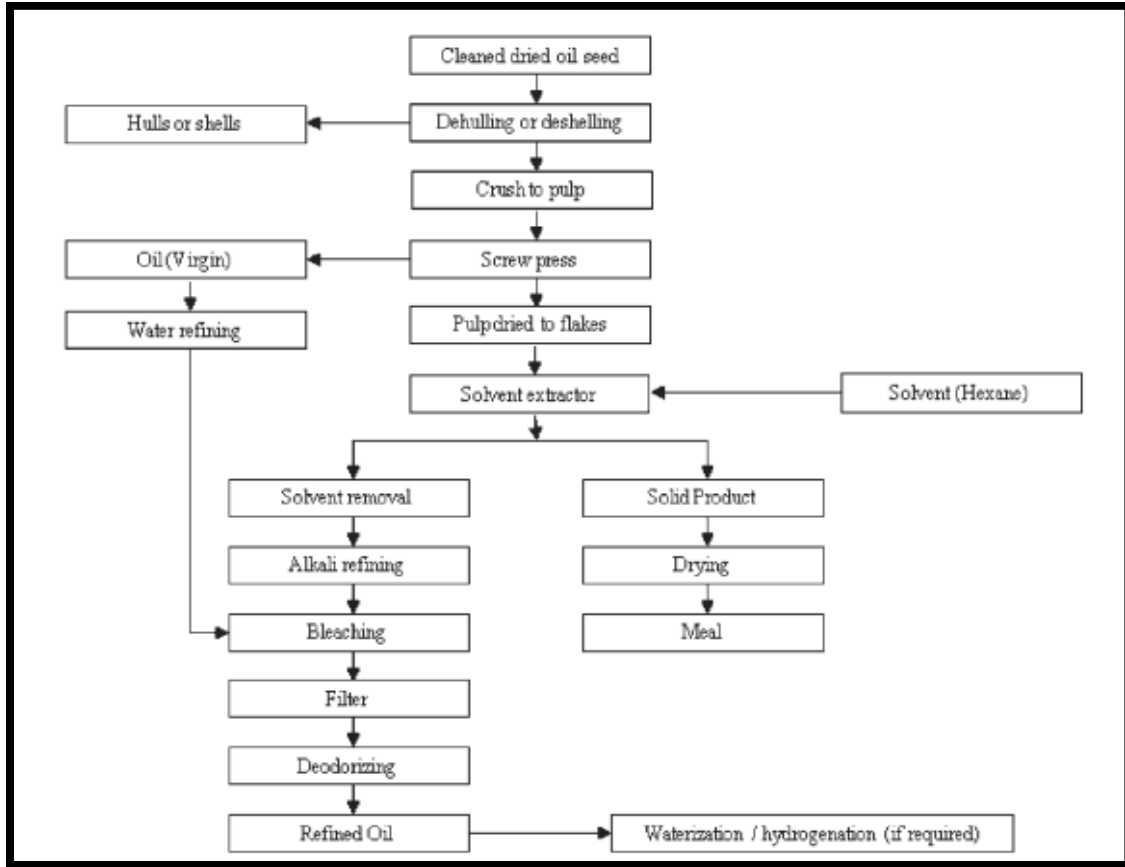 Cleaned dried oil seed
Hulls or shells
Dehulling or deshelling
Crush to pulp
Oil (Virgin)
Screw press
Water refining
Pulpdried to flakes
Solvent extractor
Solvent (Hexane)
Solvent removal
Solid Product
Alkali refining
Drying
Bleaching
Meal
Filter
Deodorizing
Refined Oil
Waterization / hydrogenation (if required)